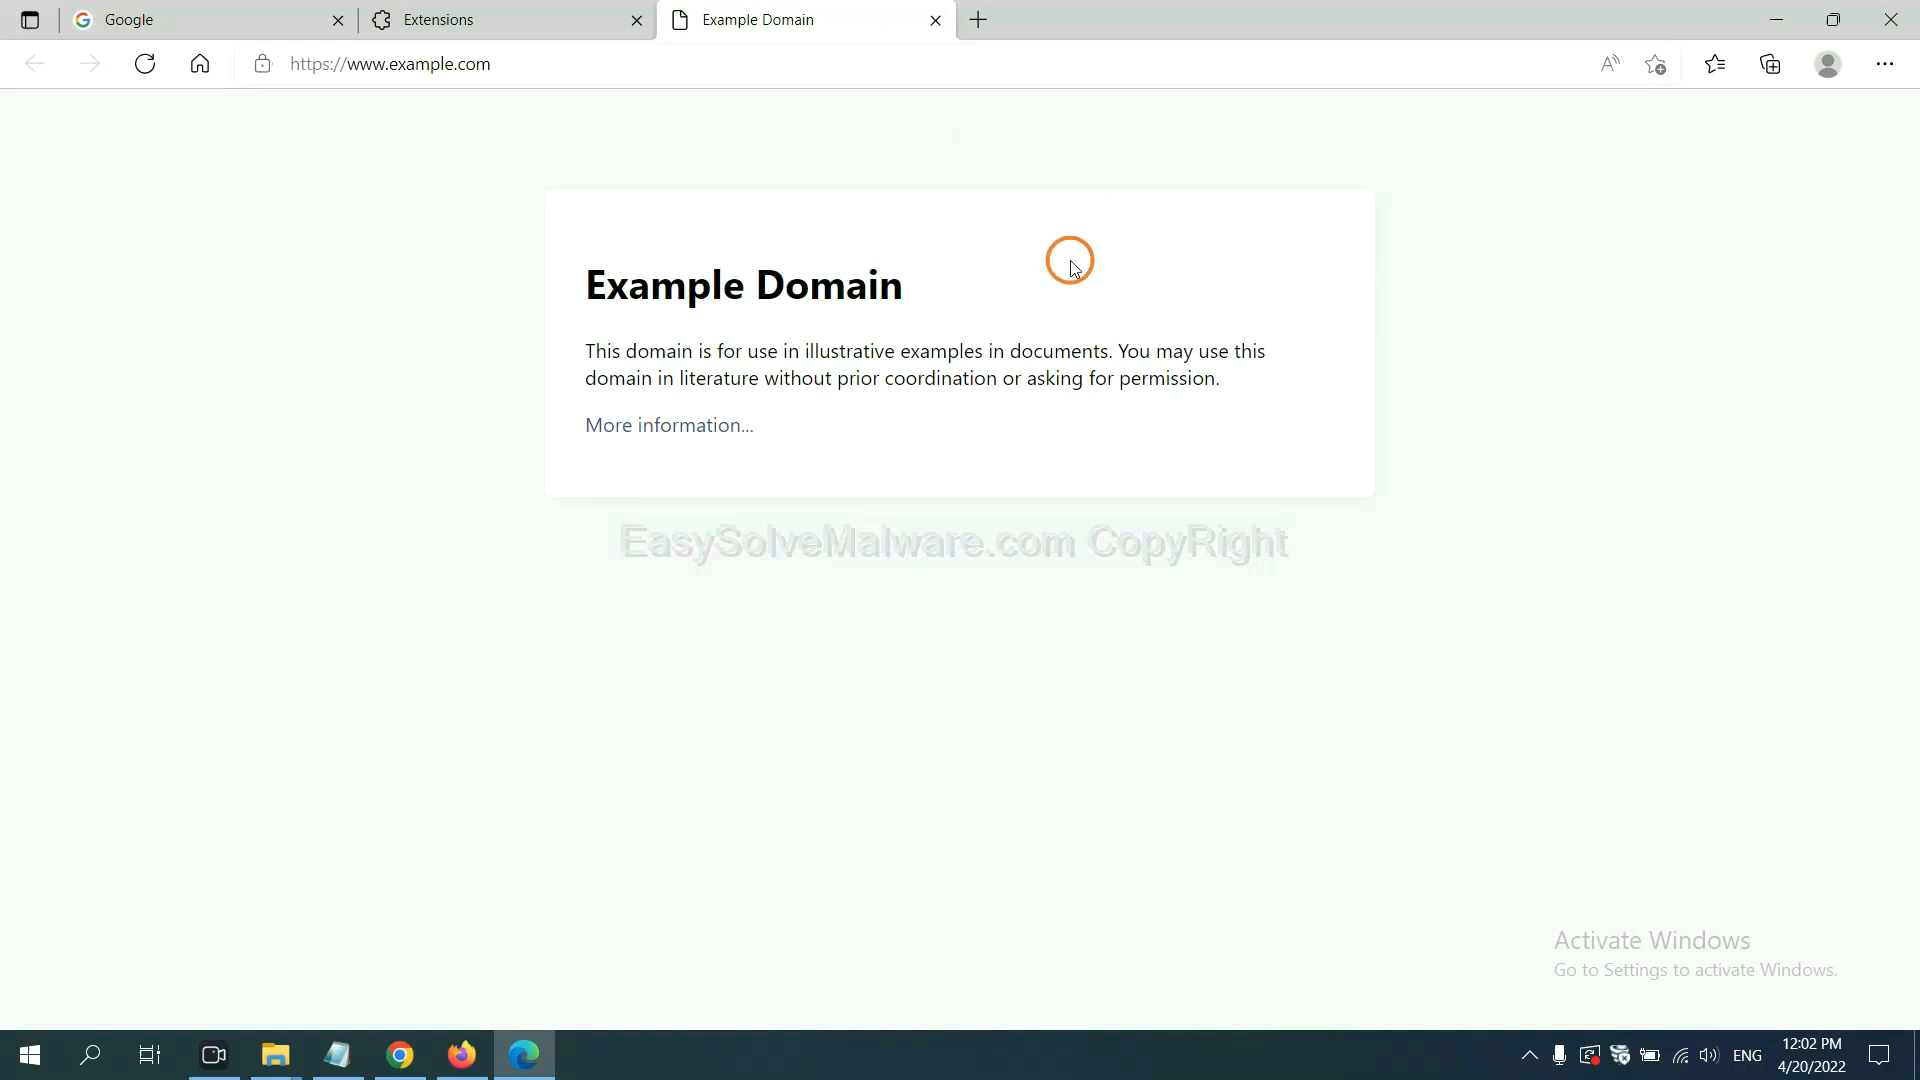 Google
Extensions
Example Domain
https://www.example.com
Example Domain
This domain is for use in illustrative examples in documents. You may use this
domain in literature without prior coordination or asking for permission.
More information...
EasySolveMalware.com CopyRight
Activate Windows
Go to Settings to activate Windows.
ENG
12:02 PM
4/20/2022